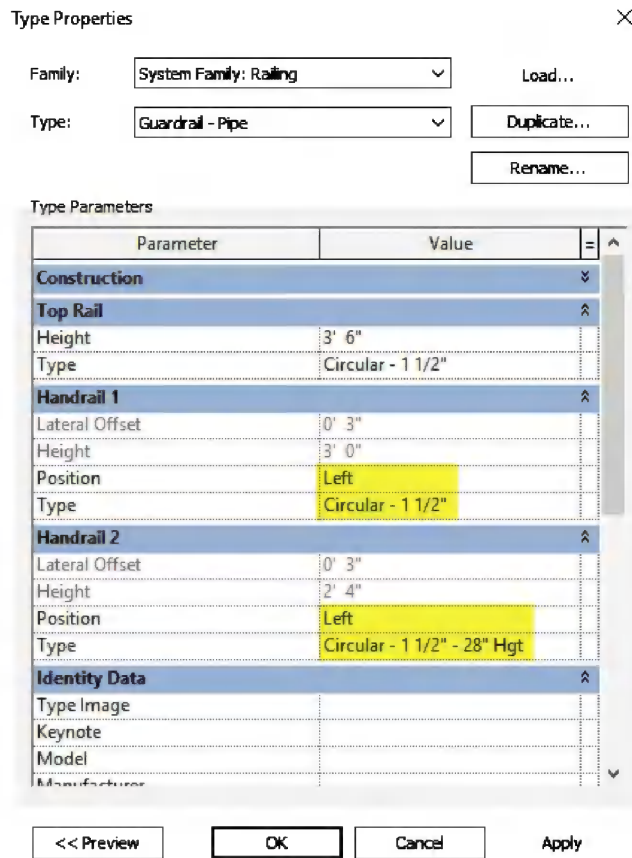 Type Properties
Family: System Family: Railing Load...
Type: Guardrail - Pipe Duplicate...
Rename...
Type Parameters
Parameter Value =
Construction
Top Rail
Height 3' 6"
Type Circular - 1 1/2"
Handrail 1
Lateral Offset 0' 3"
Height 3' 0"
Position Left
Type Circular - 1 1/2"
Handrail 2
Lateral Offset 0' 3"
Height 2' 4"
Position Left
Type Circular - 1 1/2" - 28" Hgt
Identity Data
Type Image
Keynote
Model
Manufacturer
<< Preview OK Cancel Apply